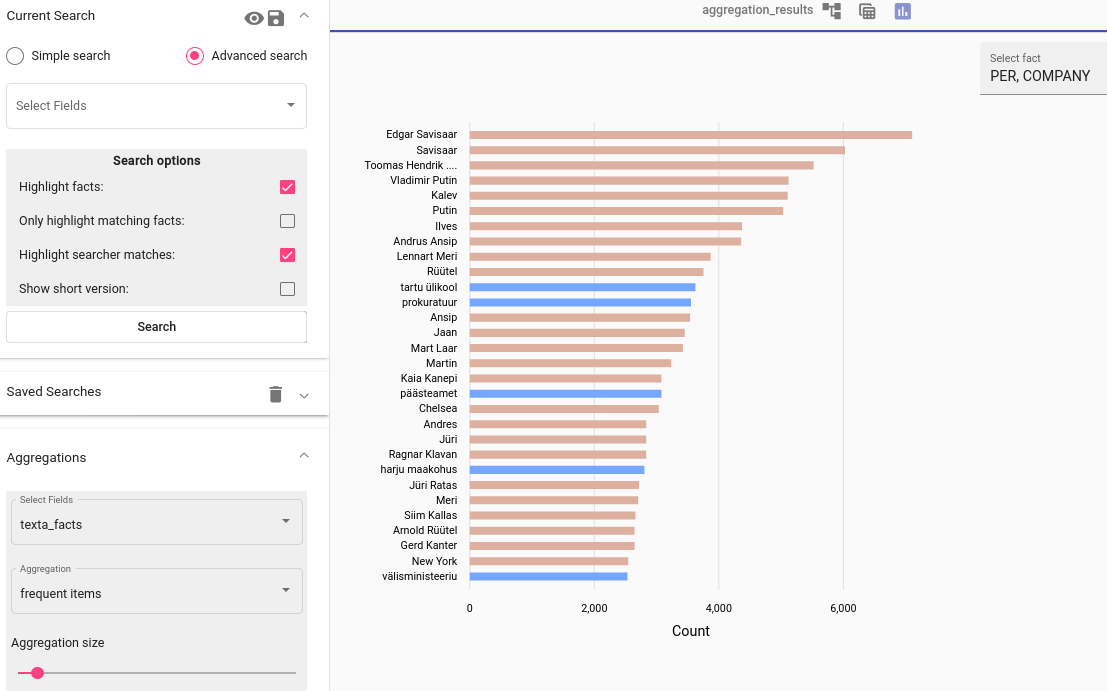 Current Search
Simple search
Advanced search
Select Fields
Search options
Highlight facts:
Only highlight matching facts:
Highlight searcher matches:
Show short version:
Search
Saved Searches
Aggregations
Select Fields
texta_facts
Aggregation
frequent items
Aggregation size
aggregation_results
Select fact
PER, COMPANY
Edgar Savisaar
Savisaar
Toomas Hendrik ....
Vladimir Putin
Kalev
Putin
Ilves
Andrus Ansip
Lennart Meri
Rüütel
tartu ülikool
prokuratuur
Ansip
Jaan
Mart Laar
Martin
Kaia Kanepi
päästeamet
Chelsea
Andres
Jüri
Ragnar Klavan
harju maakohus
Jüri Ratas
Meri
Siim Kallas
Arnold Rüütel
Gerd Kanter
New York
välisministeeriu
0 2,000 4,000 6,000
Count